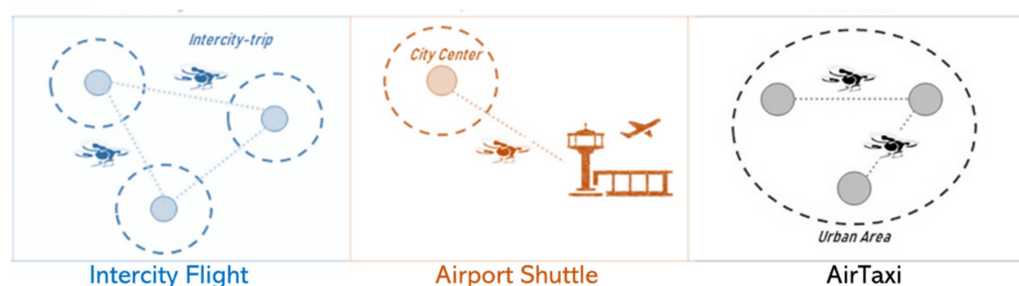 Intercity-trip
City Center
Urban Area
Intercity Flight
Airport Shuttle
AirTaxi